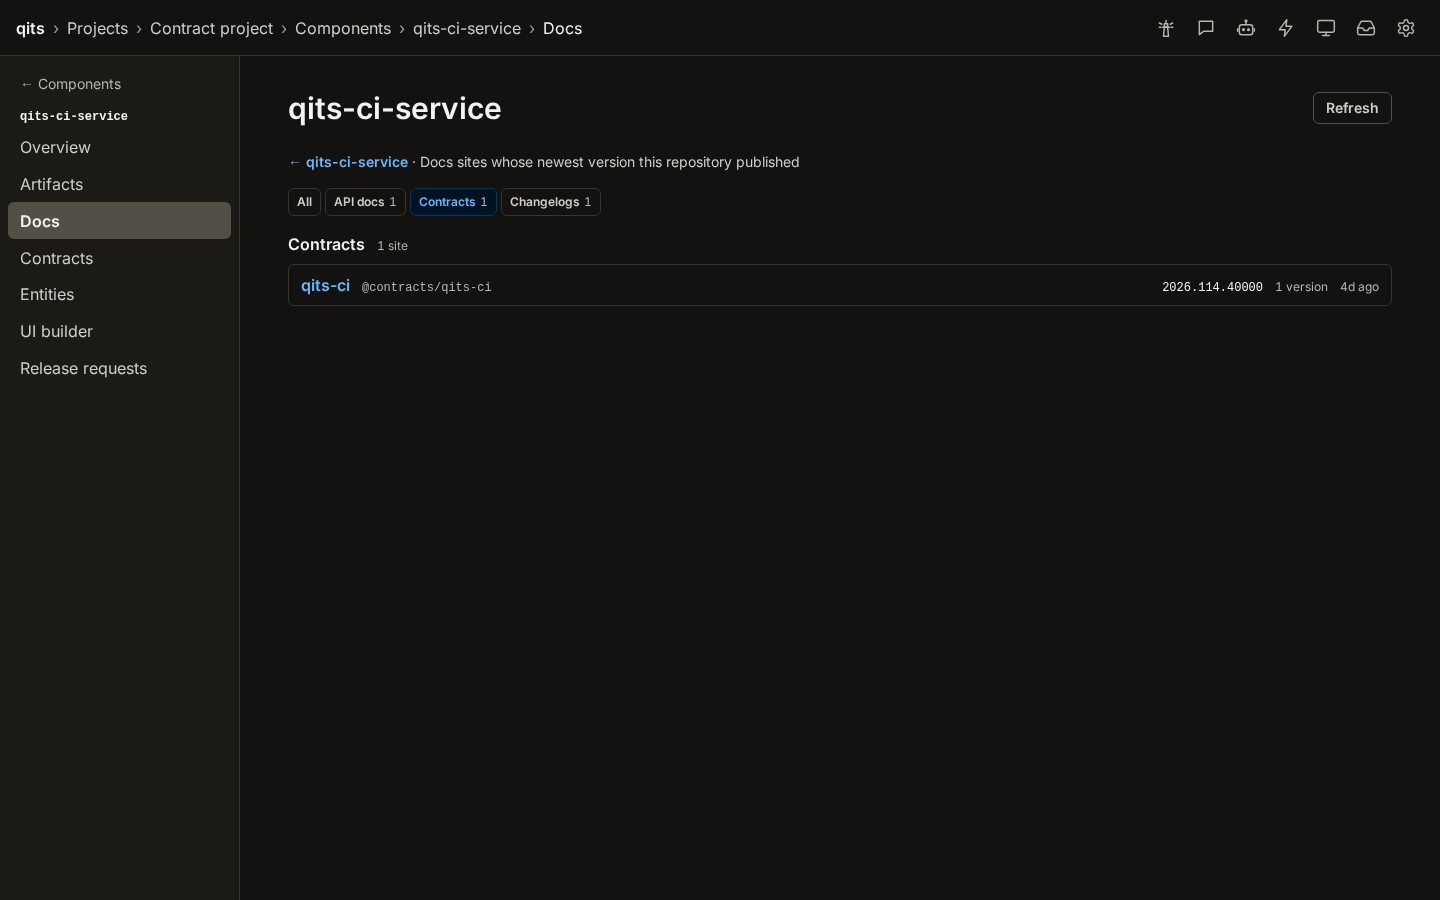 qits › Projects › Contract project › Components › qits-ci-service › Docs
← Components
qits-ci-service
Overview
Artifacts
Docs
Contracts
Entities
UI builder
Release requests
qits-ci-service
Refresh
← qits-ci-service · Docs sites whose newest version this repository published
All
API docs 1
Contracts 1
Changelogs 1
Contracts 1 site
qits-ci @contracts/qits-ci 2026.114.40000 1 version 4d ago